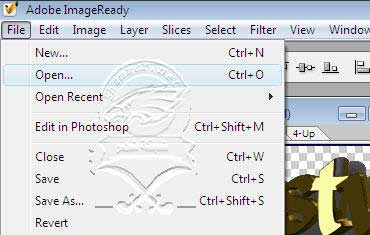 Adobe ImageReady
File Edit Image Layer Slices Select Filter View Window
New... Ctrl+N
Open... Ctrl+O
Open Recent
Edit in Photoshop Ctrl+Shift+M
4-Up
Close Ctrl+W
Save Ctrl+S
Save As... Ctrl+Shift+S
Revert